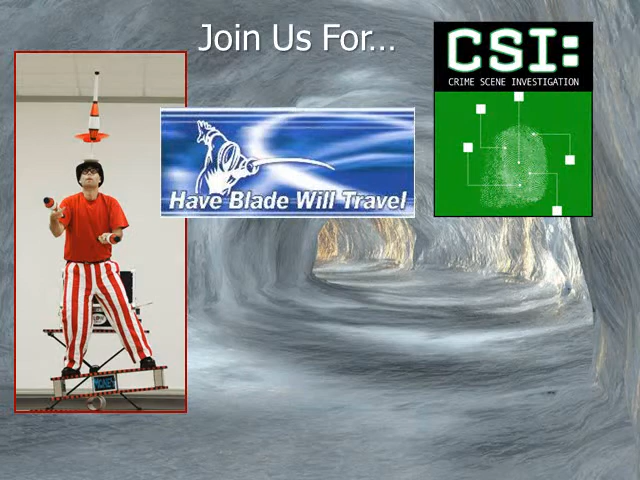 Join Us For...
CSI:
CRIME SCENE INVESTIGATION
Have Blade Will Travel